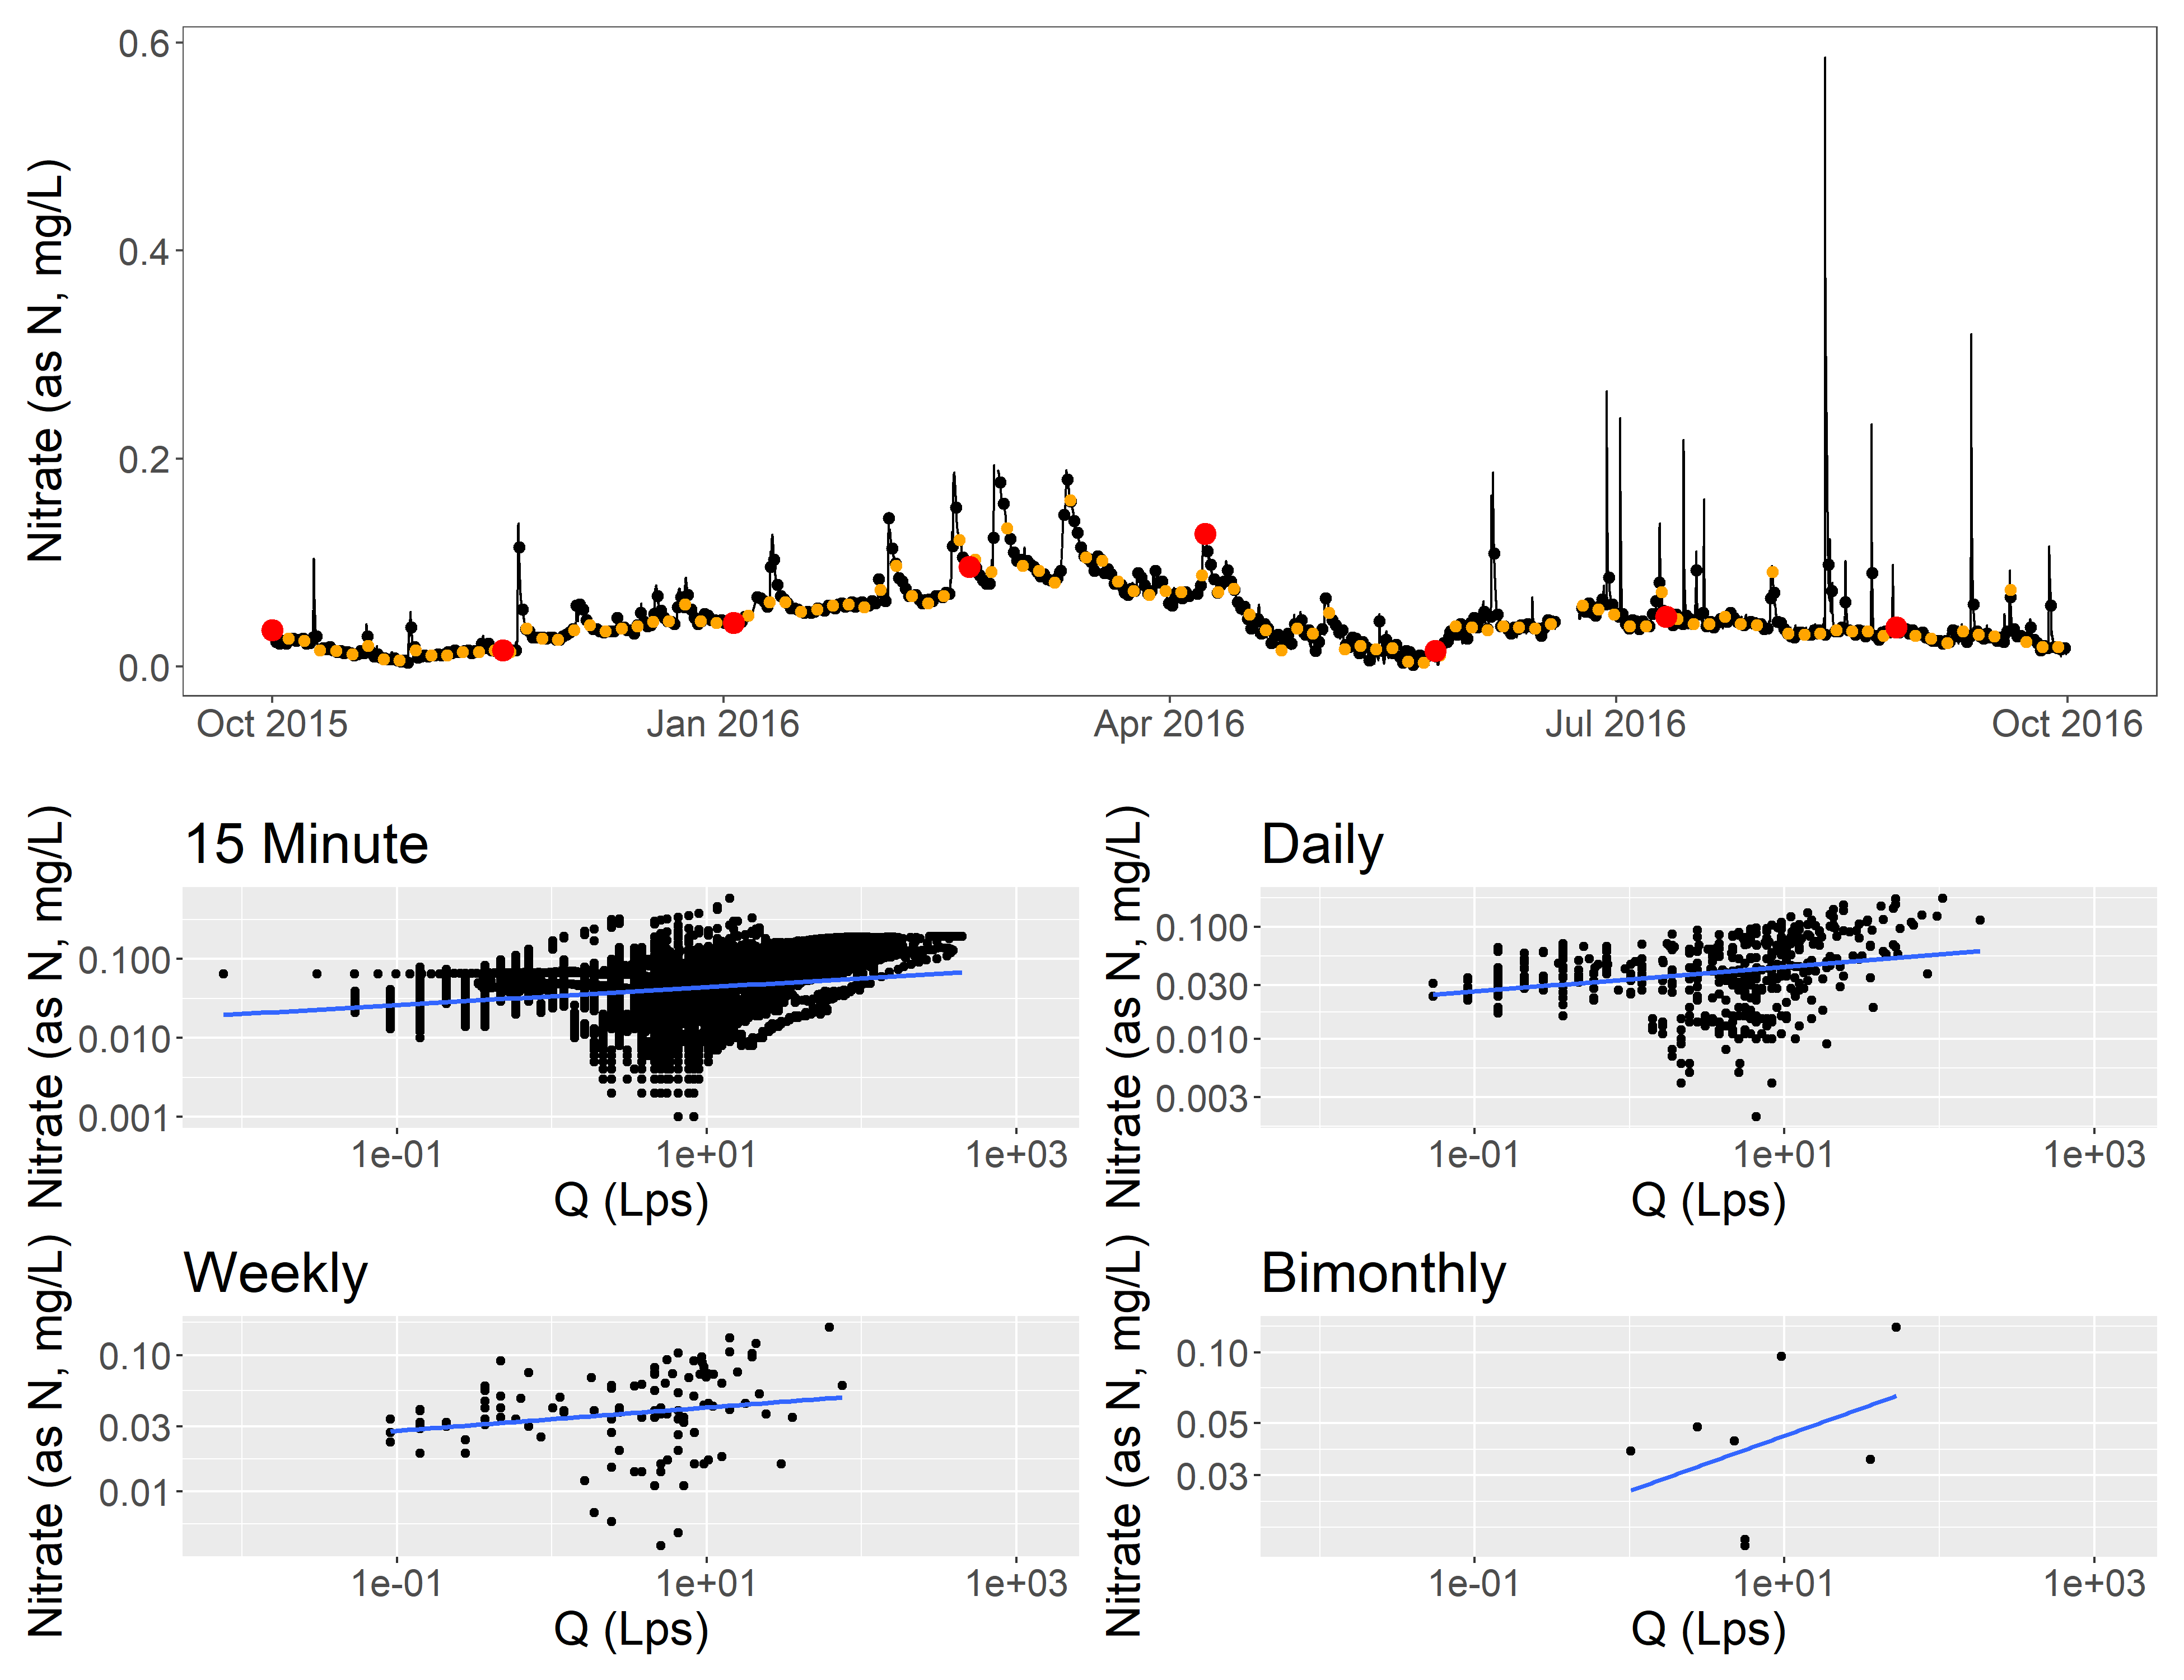 Nitrate (as N, mg/L)
0.6
0.4
0.2
0.0
Oct 2015 Jan 2016 Apr 2016 Jul 2016 Oct 2016
15 Minute
Nitrate (as N, mg/L)
0.100
0.010
0.001
1e-01 1e+01 1e+03
Q (Lps)
Daily
Nitrate (as N, mg/L)
0.100
0.030
0.010
0.003
1e-01 1e+01 1e+03
Q (Lps)
Weekly
Nitrate (as N, mg/L)
0.10
0.03
0.01
1e-01 1e+01 1e+03
Q (Lps)
Bimonthly
Nitrate (as N, mg/L)
0.10
0.05
0.03
1e-01 1e+01 1e+03
Q (Lps)